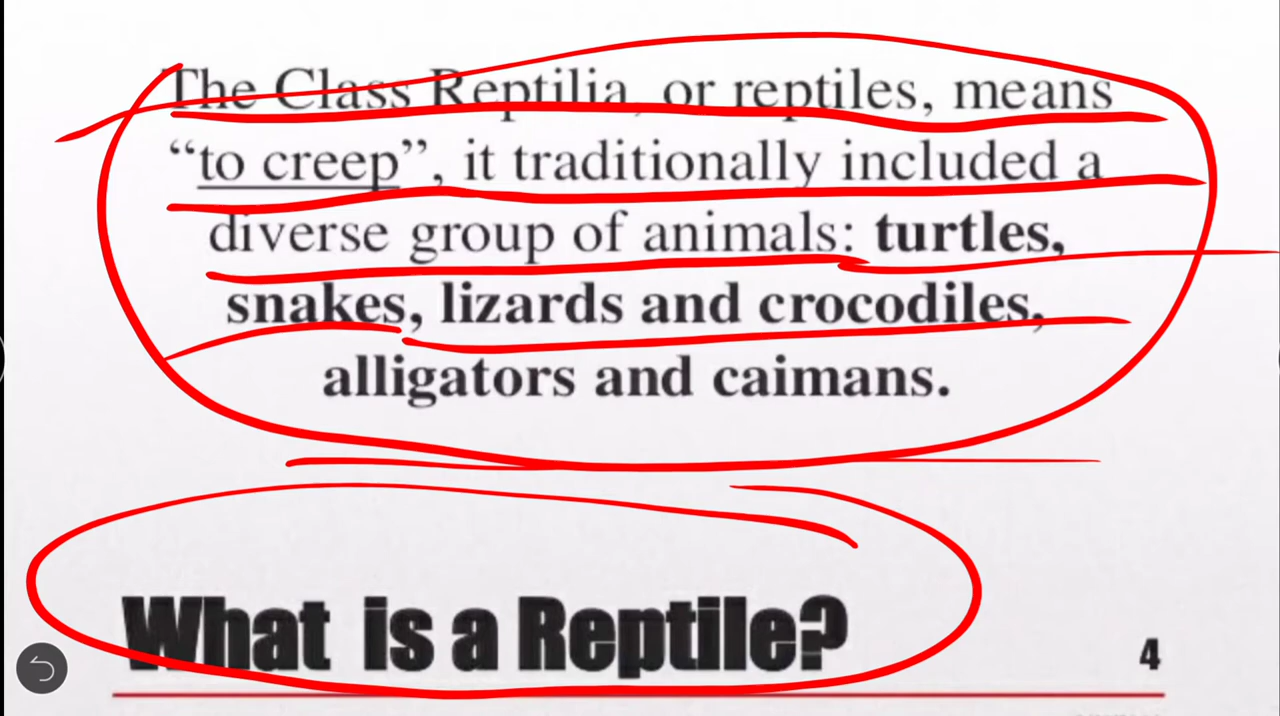 The Class Reptilia, or reptiles, means
“to creep”, it traditionally included a
diverse group of animals: turtles,
snakes, lizards and crocodiles,
alligators and caimans.
What is a Reptile?
4